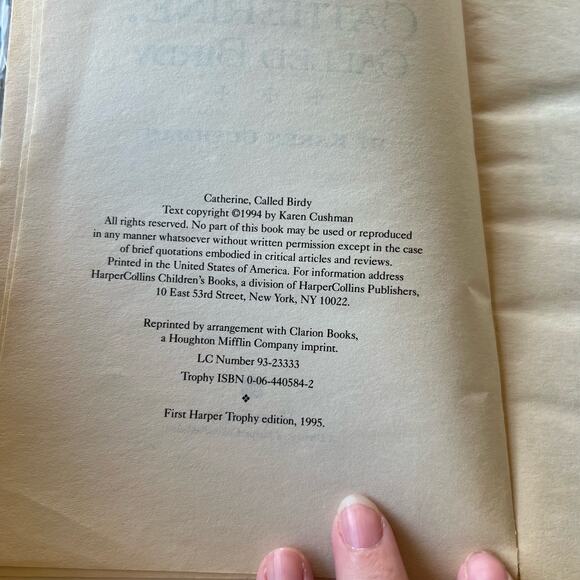 Catherine, Called Birdy
Text copyright ©1994 by Karen Cushman
All rights reserved. No part of this book may be used or reproduced
in any manner whatsoever without written permission except in the case
of brief quotations embodied in critical articles and reviews.
Printed in the United States of America. For information address
HarperCollins Children's Books, a division of HarperCollins Publishers,
10 East 53rd Street, New York, NY 10022.
Reprinted by arrangement with Clarion Books,
a Houghton Mifflin Company imprint.
LC Number 93-23333
Trophy ISBN 0-06-440584-2
❖
First Harper Trophy edition, 1995.